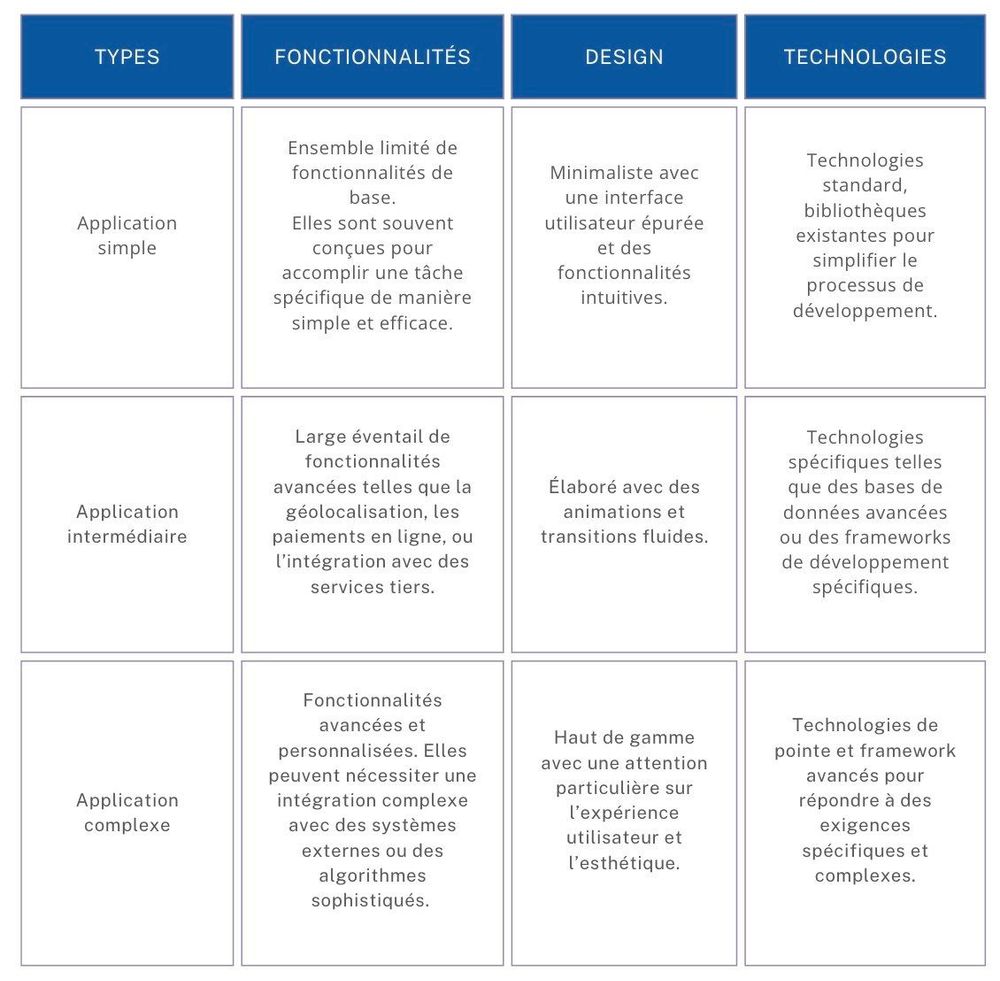 TYPES
FONCTIONNALITÉS
DESIGN
TECHNOLOGIES
Application
simple
Ensemble limité de
fonctionnalités de
base.
Elles sont souvent
conçues pour
accomplir une tâche
spécifique de manière
simple et efficace.
Minimaliste avec
une interface
utilisateur épurée
et des
fonctionnalités
intuitives.
Technologies
standard,
bibliothèques
existantes pour
simplifier le
processus de
développement.
Application
intermédiaire
Large éventail de
fonctionnalités
avancées telles que la
géolocalisation, les
paiements en ligne, ou
l’intégration avec des
services tiers.
Élaboré avec des
animations et
transitions fluides.
Technologies
spécifiques telles
que des bases de
données avancées
ou des frameworks
de développement
spécifiques.
Application
complexe
Fonctionnalités
avancées et
personnalisées. Elles
peuvent nécessiter une
intégration complexe
avec des systèmes
externes ou des
algorithmes
sophistiqués.
Haut de gamme
avec une attention
particulière sur
l’expérience
utilisateur et
l’esthétique.
Technologies de
pointe et framework
avancés pour
répondre à des
exigences
spécifiques et
complexes.